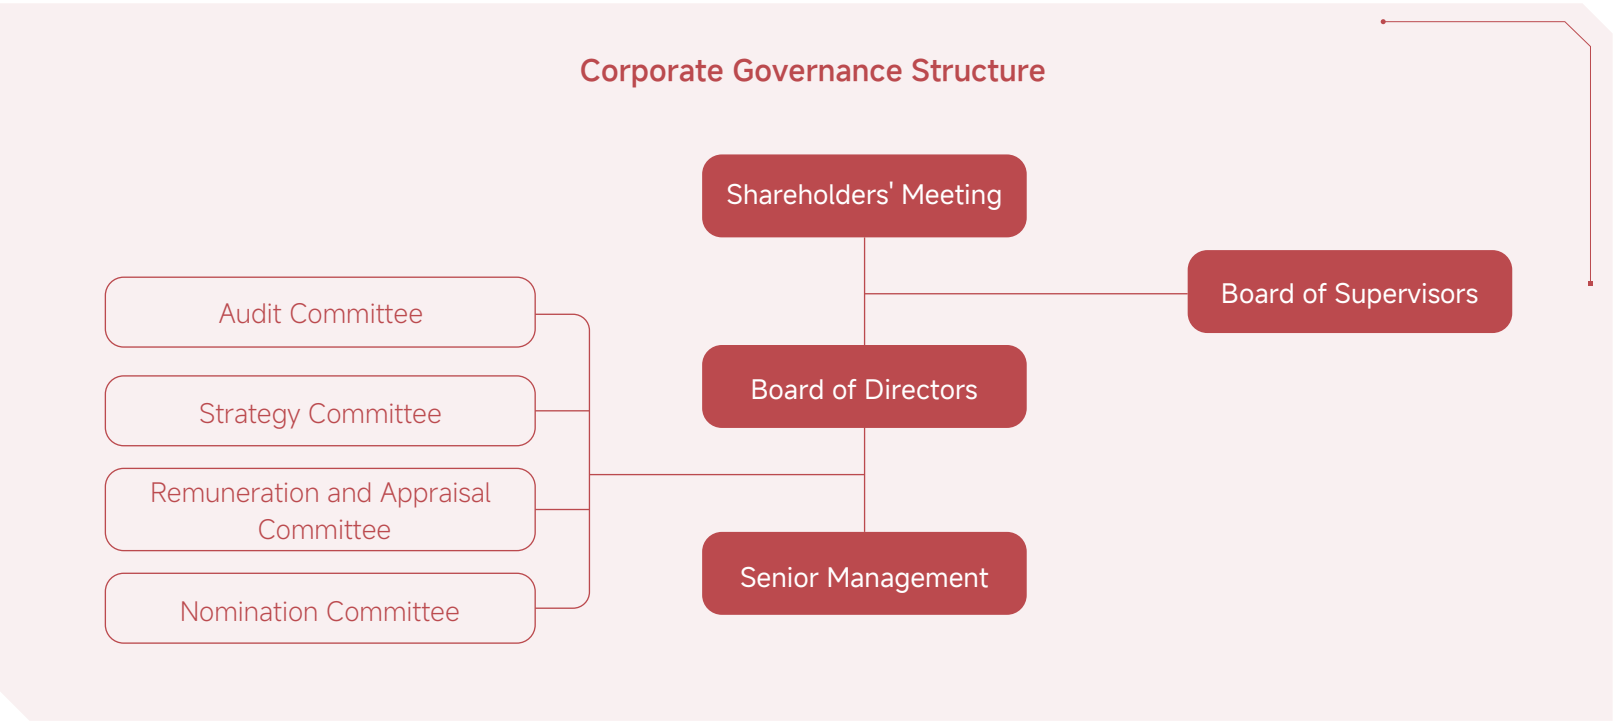 Corporate Governance Structure
Shareholders' Meeting
Board of Supervisors
Board of Directors
Audit Committee
Strategy Committee
Remuneration and Appraisal
Committee
Nomination Committee
Senior Management